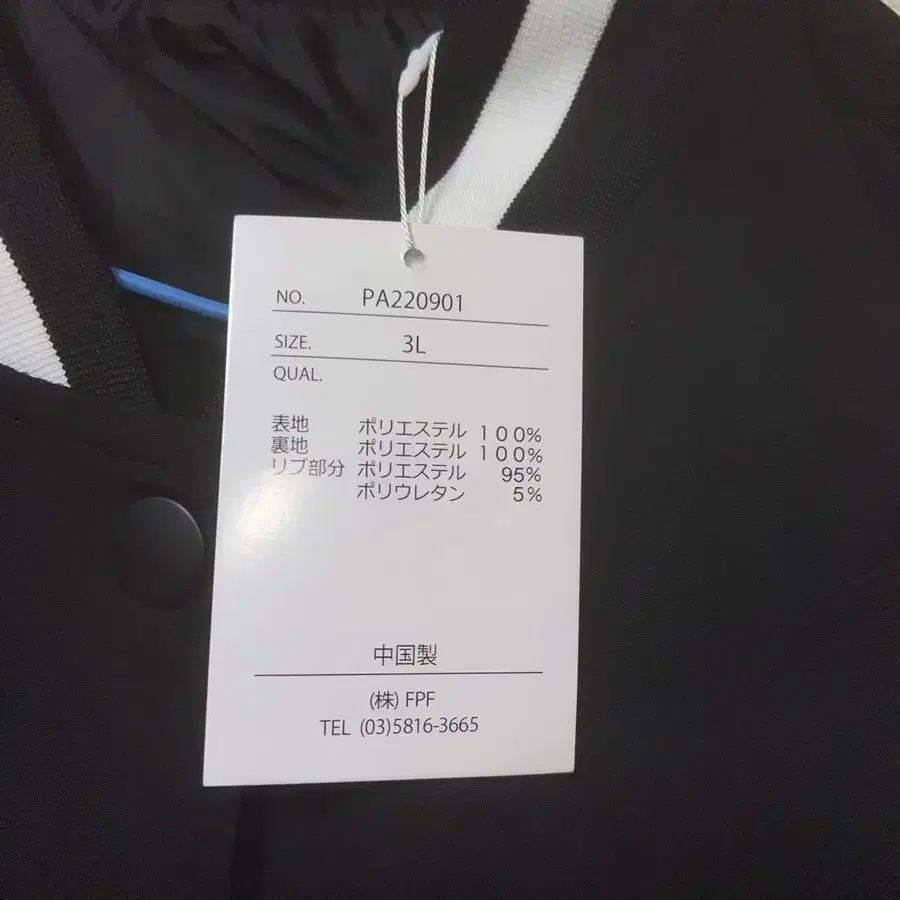 NO. PA220901
SIZE. 3L
QUAL.
表地 ポリエステル 100%
裏地 ポリエステル 100%
リブ部分 ポリエステル 95%
ポリウレタン 5%
中国製
(株) FPF
TEL (03)5816-3665